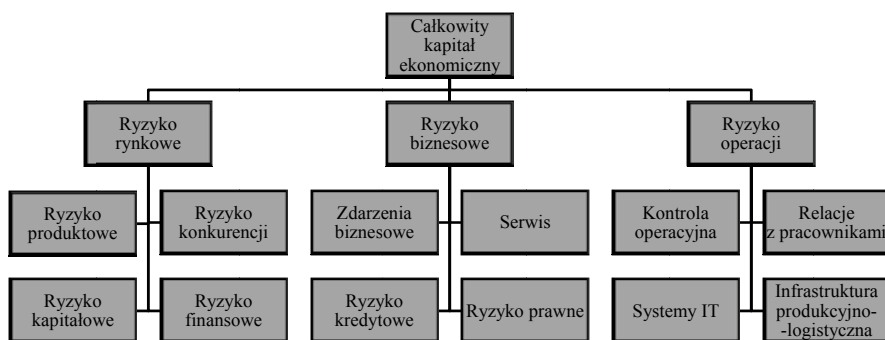 Całkowity
kapitał
ekonomiczny
Ryzyko
rynkowe
Ryzyko
biznesowe
Ryzyko
operacji
Ryzyko
produktowe
Ryzyko
konkurencji
Zdarzenia
biznesowe
Serwis
Kontrola
operacyjna
Relacje
z pracownikami
Ryzyko
kapitałowe
Ryzyko
finansowe
Ryzyko
kredytowe
Ryzyko prawne
Systemy IT
Infrastruktura
produkcyjno-
-logistyczna